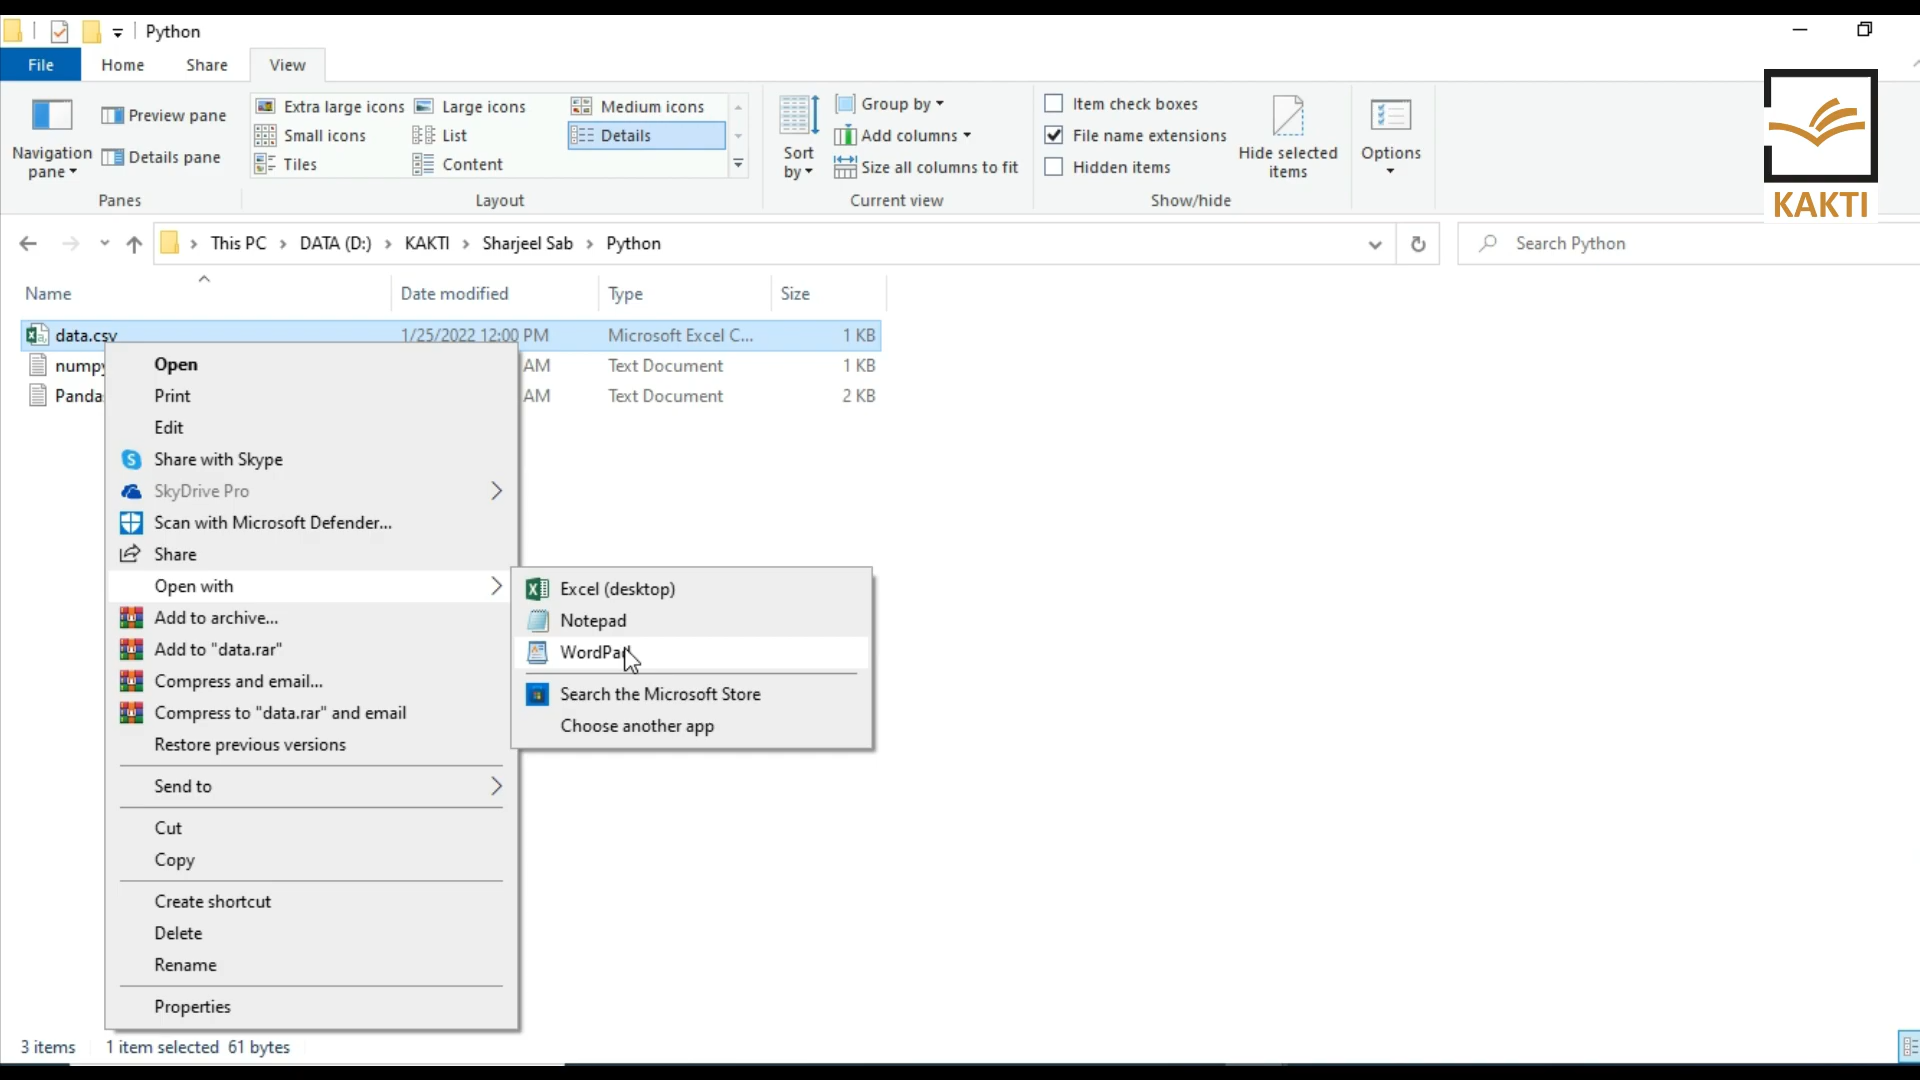 Python
File
Home
Share
View
Navigation pane
Preview pane
Details pane
Panes
Extra large icons
Large icons
Medium icons
Small icons
List
Details
Tiles
Content
Layout
Sort by
Group by
Add columns
Size all columns to fit
Current view
Item check boxes
File name extensions
Hidden items
Hide selected items
Show/hide
Options
KAKTI
This PC > DATA (D:) > KAKTI > Sharjeel Sab > Python
Search Python
Name
Date modified
Type
Size
data.csv 1/25/2022 12:00 PM Microsoft Excel C... 1 KB
AM Text Document 1 KB
AM Text Document 2 KB
Open
Print
Edit
Share with Skype
SkyDrive Pro
Scan with Microsoft Defender...
Share
Open with
Add to archive...
Add to "data.rar"
Compress and email...
Compress to "data.rar" and email
Restore previous versions
Send to
Cut
Copy
Create shortcut
Delete
Rename
Properties
Excel (desktop)
Notepad
WordPad
Search the Microsoft Store
Choose another app
3 items
1 item selected 61 bytes